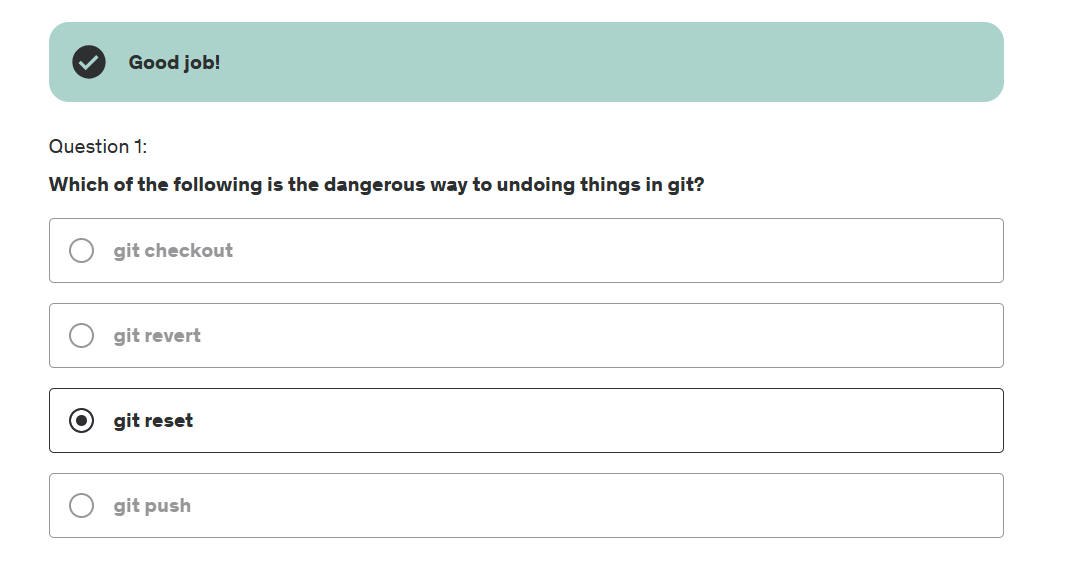 Good job!
Question 1:
Which of the following is the dangerous way to undoing things in git?
git checkout
git revert
git reset
git push